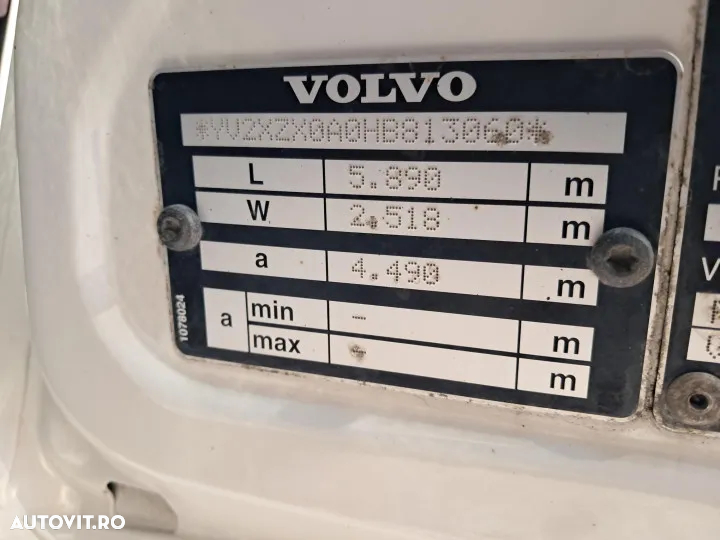 VOLVO
*YV2XZX0A0HB813060*
L 5.890 m
W 2.518 m
a 4.490 m
a min - m
max - m
1078024
V
AUTOVIT.RO